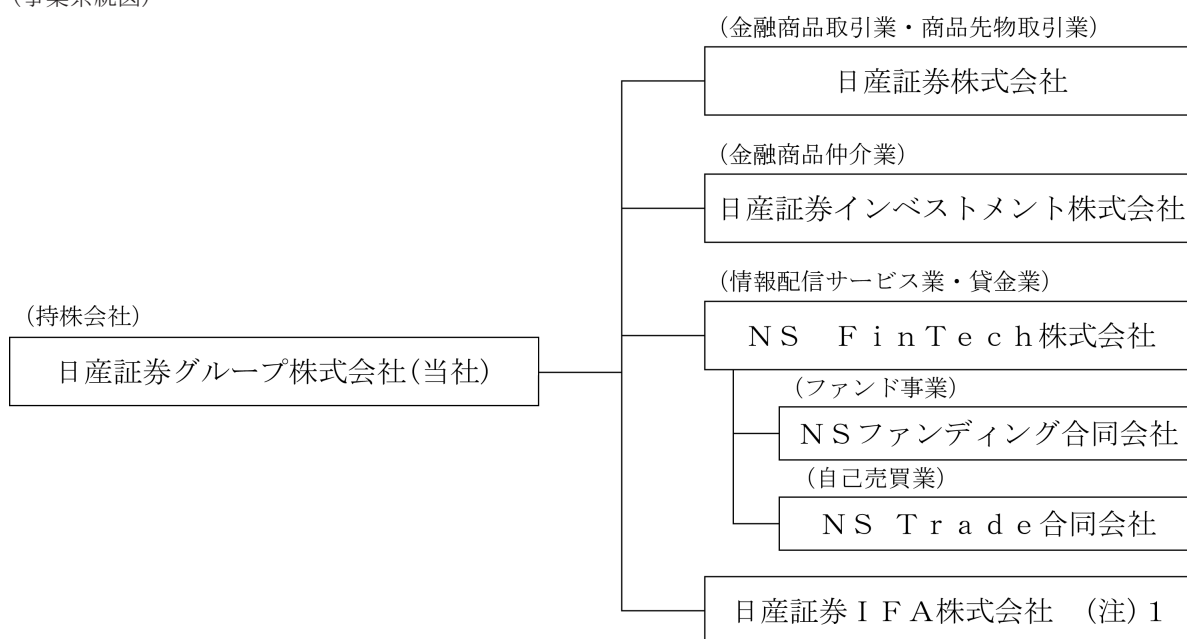 （事業系統図）
（金融商品取引業・商品先物取引業）
日産証券株式会社
（金融商品仲介業）
日産証券インベストメント株式会社
（情報配信サービス業・貸金業）
ＮＳ　ＦｉｎＴｅｃｈ株式会社
（持株会社）
日産証券グループ株式会社（当社）
（ファンド事業）
ＮＳファンディング合同会社
（自己売買業）
ＮＳ Ｔｒａｄｅ合同会社
日産証券ＩＦＡ株式会社　（注）１